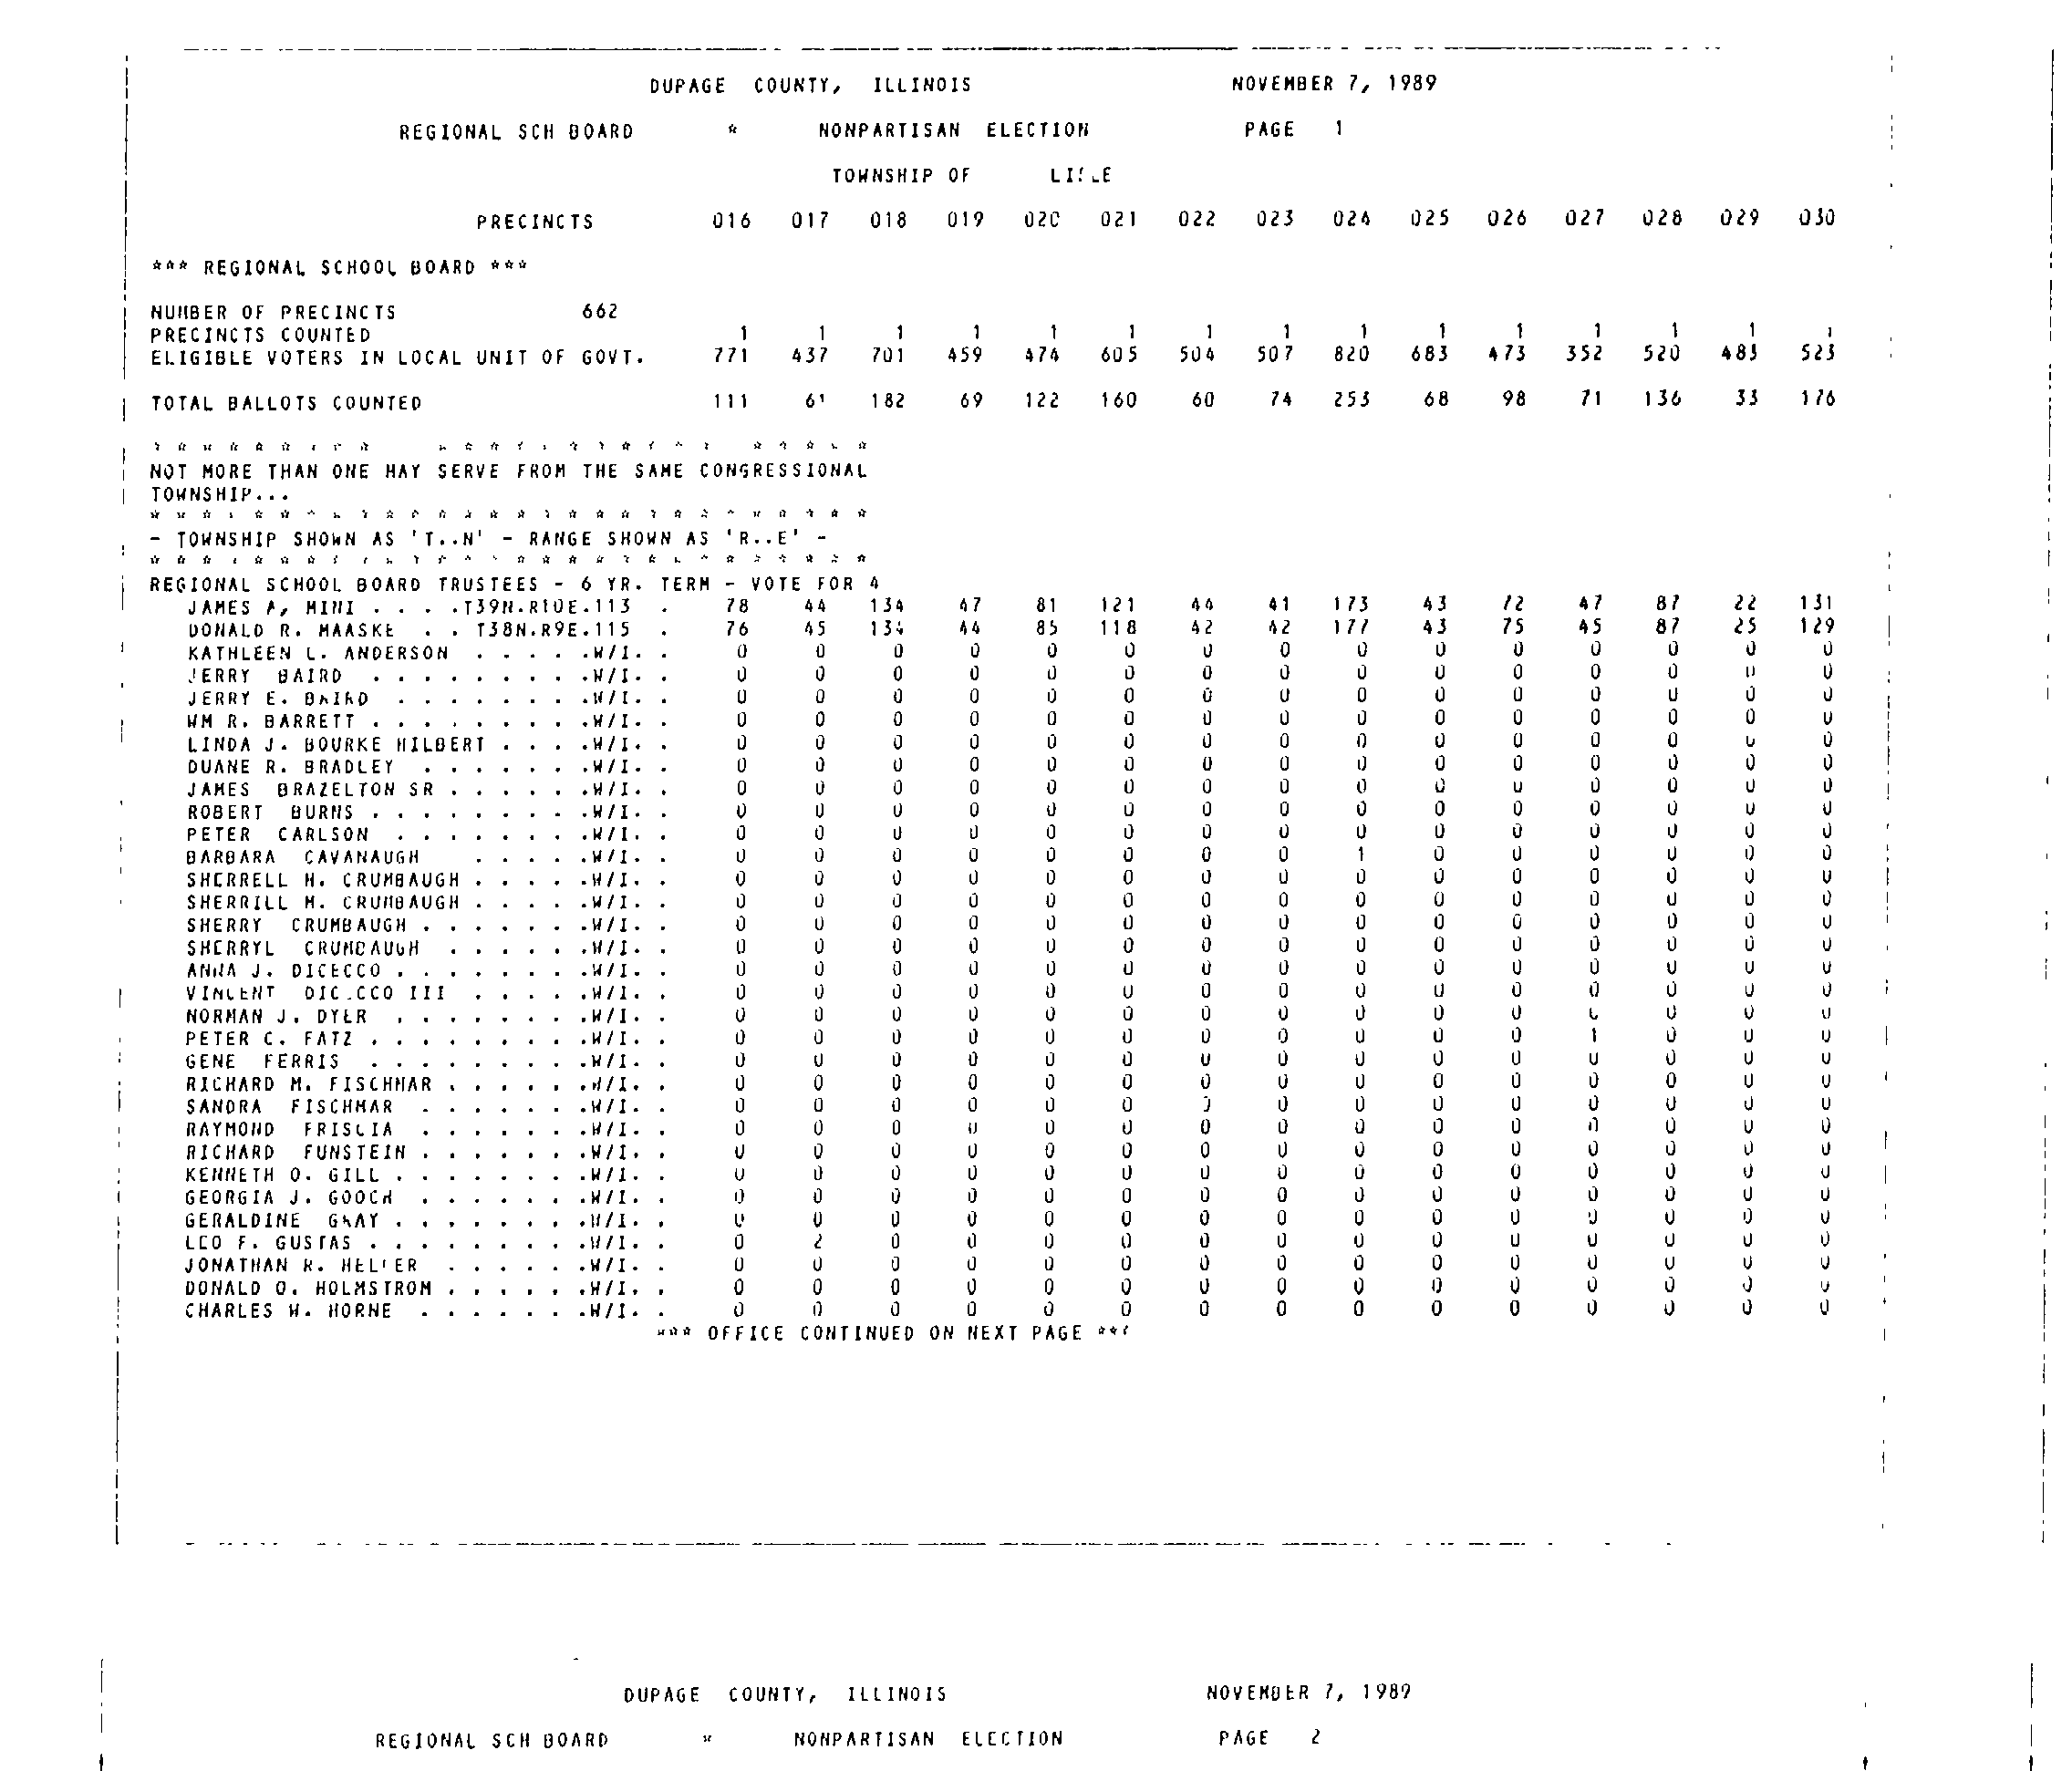 DUPAGE COUNTY, ILLINOIS NOVEMBER 7, 1989
REGIONAL SCH BOARD * NONPARTISAN ELECTION PAGE 1
TOWNSHIP OF LISLE
PRECINCTS 016 017 018 019 020 021 022 023 024 025 026 027 028 029 030
*** REGIONAL SCHOOL BOARD ***
NUMBER OF PRECINCTS 662
PRECINCTS COUNTED 1 1 1 1 1 1 1 1 1 1 1 1 1 1 1
ELIGIBLE VOTERS IN LOCAL UNIT OF GOVT. 771 437 701 459 474 605 504 507 820 683 473 352 520 483 523
TOTAL BALLOTS COUNTED 111 61 182 69 122 160 60 74 253 68 98 71 136 33 176
NOT MORE THAN ONE MAY SERVE FROM THE SAME CONGRESSIONAL
TOWNSHIP...
- TOWNSHIP SHOWN AS 'T..N' - RANGE SHOWN AS 'R..E' -
REGIONAL SCHOOL BOARD TRUSTEES - 6 YR. TERM - VOTE FOR 4
JAMES A. MINI . . . .T39N.R10E.113 . 78 44 134 47 81 121 44 41 173 43 72 47 87 22 131
DONALD R. MAASKE . . T38N.R9E.115 . 76 45 134 44 85 118 42 42 177 43 75 45 87 25 129
KATHLEEN L. ANDERSON . . . . .W/I. . 0 0 0 0 0 0 0 0 0 0 0 0 0 0 0
JERRY BAIRD . . . . . . . . .W/I. . 0 0 0 0 0 0 0 0 0 0 0 0 0 0 0
JERRY E. BAIRD . . . . . . . .W/I. . 0 0 0 0 0 0 0 0 0 0 0 0 0 0 0
WM R. BARRETT . . . . . . . . .W/I. . 0 0 0 0 0 0 0 0 0 0 0 0 0 0 0
LINDA J. BOURKE HILBERT . . . .W/I. . 0 0 0 0 0 0 0 0 0 0 0 0 0 0 0
DUANE R. BRADLEY . . . . . . .W/I. . 0 0 0 0 0 0 0 0 0 0 0 0 0 0 0
JAMES BRAZELTON SR . . . . . .W/I. . 0 0 0 0 0 0 0 0 0 0 0 0 0 0 0
ROBERT BURNS . . . . . . . . .W/I. . 0 0 0 0 0 0 0 0 0 0 0 0 0 0 0
PETER CARLSON . . . . . . . .W/I. . 0 0 0 0 0 0 0 0 0 0 0 0 0 0 0
BARBARA CAVANAUGH . . . . .W/I. . 0 0 0 0 0 0 0 0 1 0 0 0 0 0 0
SHERRELL M. CRUMBAUGH . . . . .W/I. . 0 0 0 0 0 0 0 0 0 0 0 0 0 0 0
SHERRILL M. CRUMBAUGH . . . . .W/I. . 0 0 0 0 0 0 0 0 0 0 0 0 0 0 0
SHERRY CRUMBAUGH . . . . . . .W/I. . 0 0 0 0 0 0 0 0 0 0 0 0 0 0 0
SHERRYL CRUMBAUGH . . . . . .W/I. . 0 0 0 0 0 0 0 0 0 0 0 0 0 0 0
ANNA J. DICECCO . . . . . . . .W/I. . 0 0 0 0 0 0 0 0 0 0 0 0 0 0 0
VINCENT DICECCO III . . . . .W/I. . 0 0 0 0 0 0 0 0 0 0 0 0 0 0 0
NORMAN J. DYER . . . . . . . .W/I. . 0 0 0 0 0 0 0 0 0 0 0 0 0 0 0
PETER C. FATZ . . . . . . . . .W/I. . 0 0 0 0 0 0 0 0 0 0 0 1 0 0 0
GENE FERRIS . . . . . . . . .W/I. . 0 0 0 0 0 0 0 0 0 0 0 0 0 0 0
RICHARD M. FISCHMAR . . . . . .W/I. . 0 0 0 0 0 0 0 0 0 0 0 0 0 0 0
SANDRA FISCHMAR . . . . . . .W/I. . 0 0 0 0 0 0 0 0 0 0 0 0 0 0 0
RAYMOND FRISCIA . . . . . . .W/I. . 0 0 0 0 0 0 0 0 0 0 0 0 0 0 0
RICHARD FUNSTEIN . . . . . . .W/I. . 0 0 0 0 0 0 0 0 0 0 0 0 0 0 0
KENNETH O. GILL . . . . . . . .W/I. . 0 0 0 0 0 0 0 0 0 0 0 0 0 0 0
GEORGIA J. GOOCH . . . . . . .W/I. . 0 0 0 0 0 0 0 0 0 0 0 0 0 0 0
GERALDINE GRAY . . . . . . . .W/I. . 0 0 0 0 0 0 0 0 0 0 0 0 0 0 0
LEO F. GUSTAS . . . . . . . . .W/I. . 0 2 0 0 0 0 0 0 0 0 0 0 0 0 0
JONATHAN R. . . . . . .W/I. . 0 0 0 0 0 0 0 0 0 0 0 0 0 0 0
DONALD O. HOLMSTROM . . . . . .W/I. . 0 0 0 0 0 0 0 0 0 0 0 0 0 0 0
CHARLES W. HORNE . . . . . . .W/I. . 0 0 0 0 0 0 0 0 0 0 0 0 0 0 0
*** OFFICE CONTINUED ON NEXT PAGE ***
DUPAGE COUNTY, ILLINOIS NOVEMBER 7, 1989
REGIONAL SCH BOARD * NONPARTISAN ELECTION PAGE 2